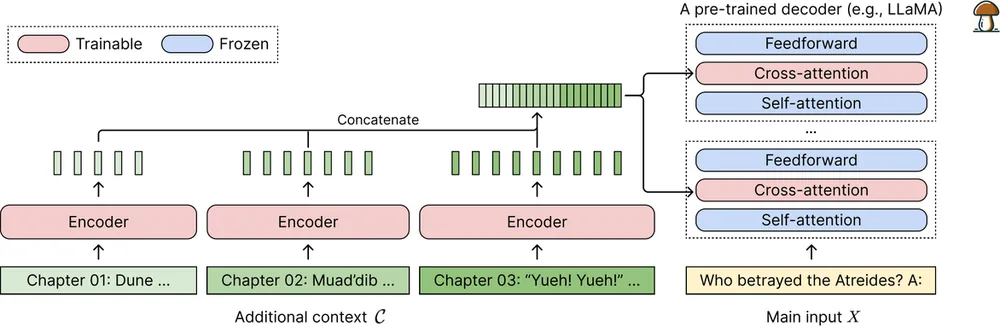 A pre-trained decoder (e.g., LLaMA)
Trainable
Frozen
Feedforward
Cross-attention
Self-attention
...
Feedforward
Cross-attention
Self-attention
Concatenate
Encoder
Encoder
Encoder
Chapter 01: Dune ...
Chapter 02: Muad’dib ...
Chapter 03: “Yueh! Yueh!” ...
Who betrayed the Atreides? A:
Additional context 𝒞
Main input X